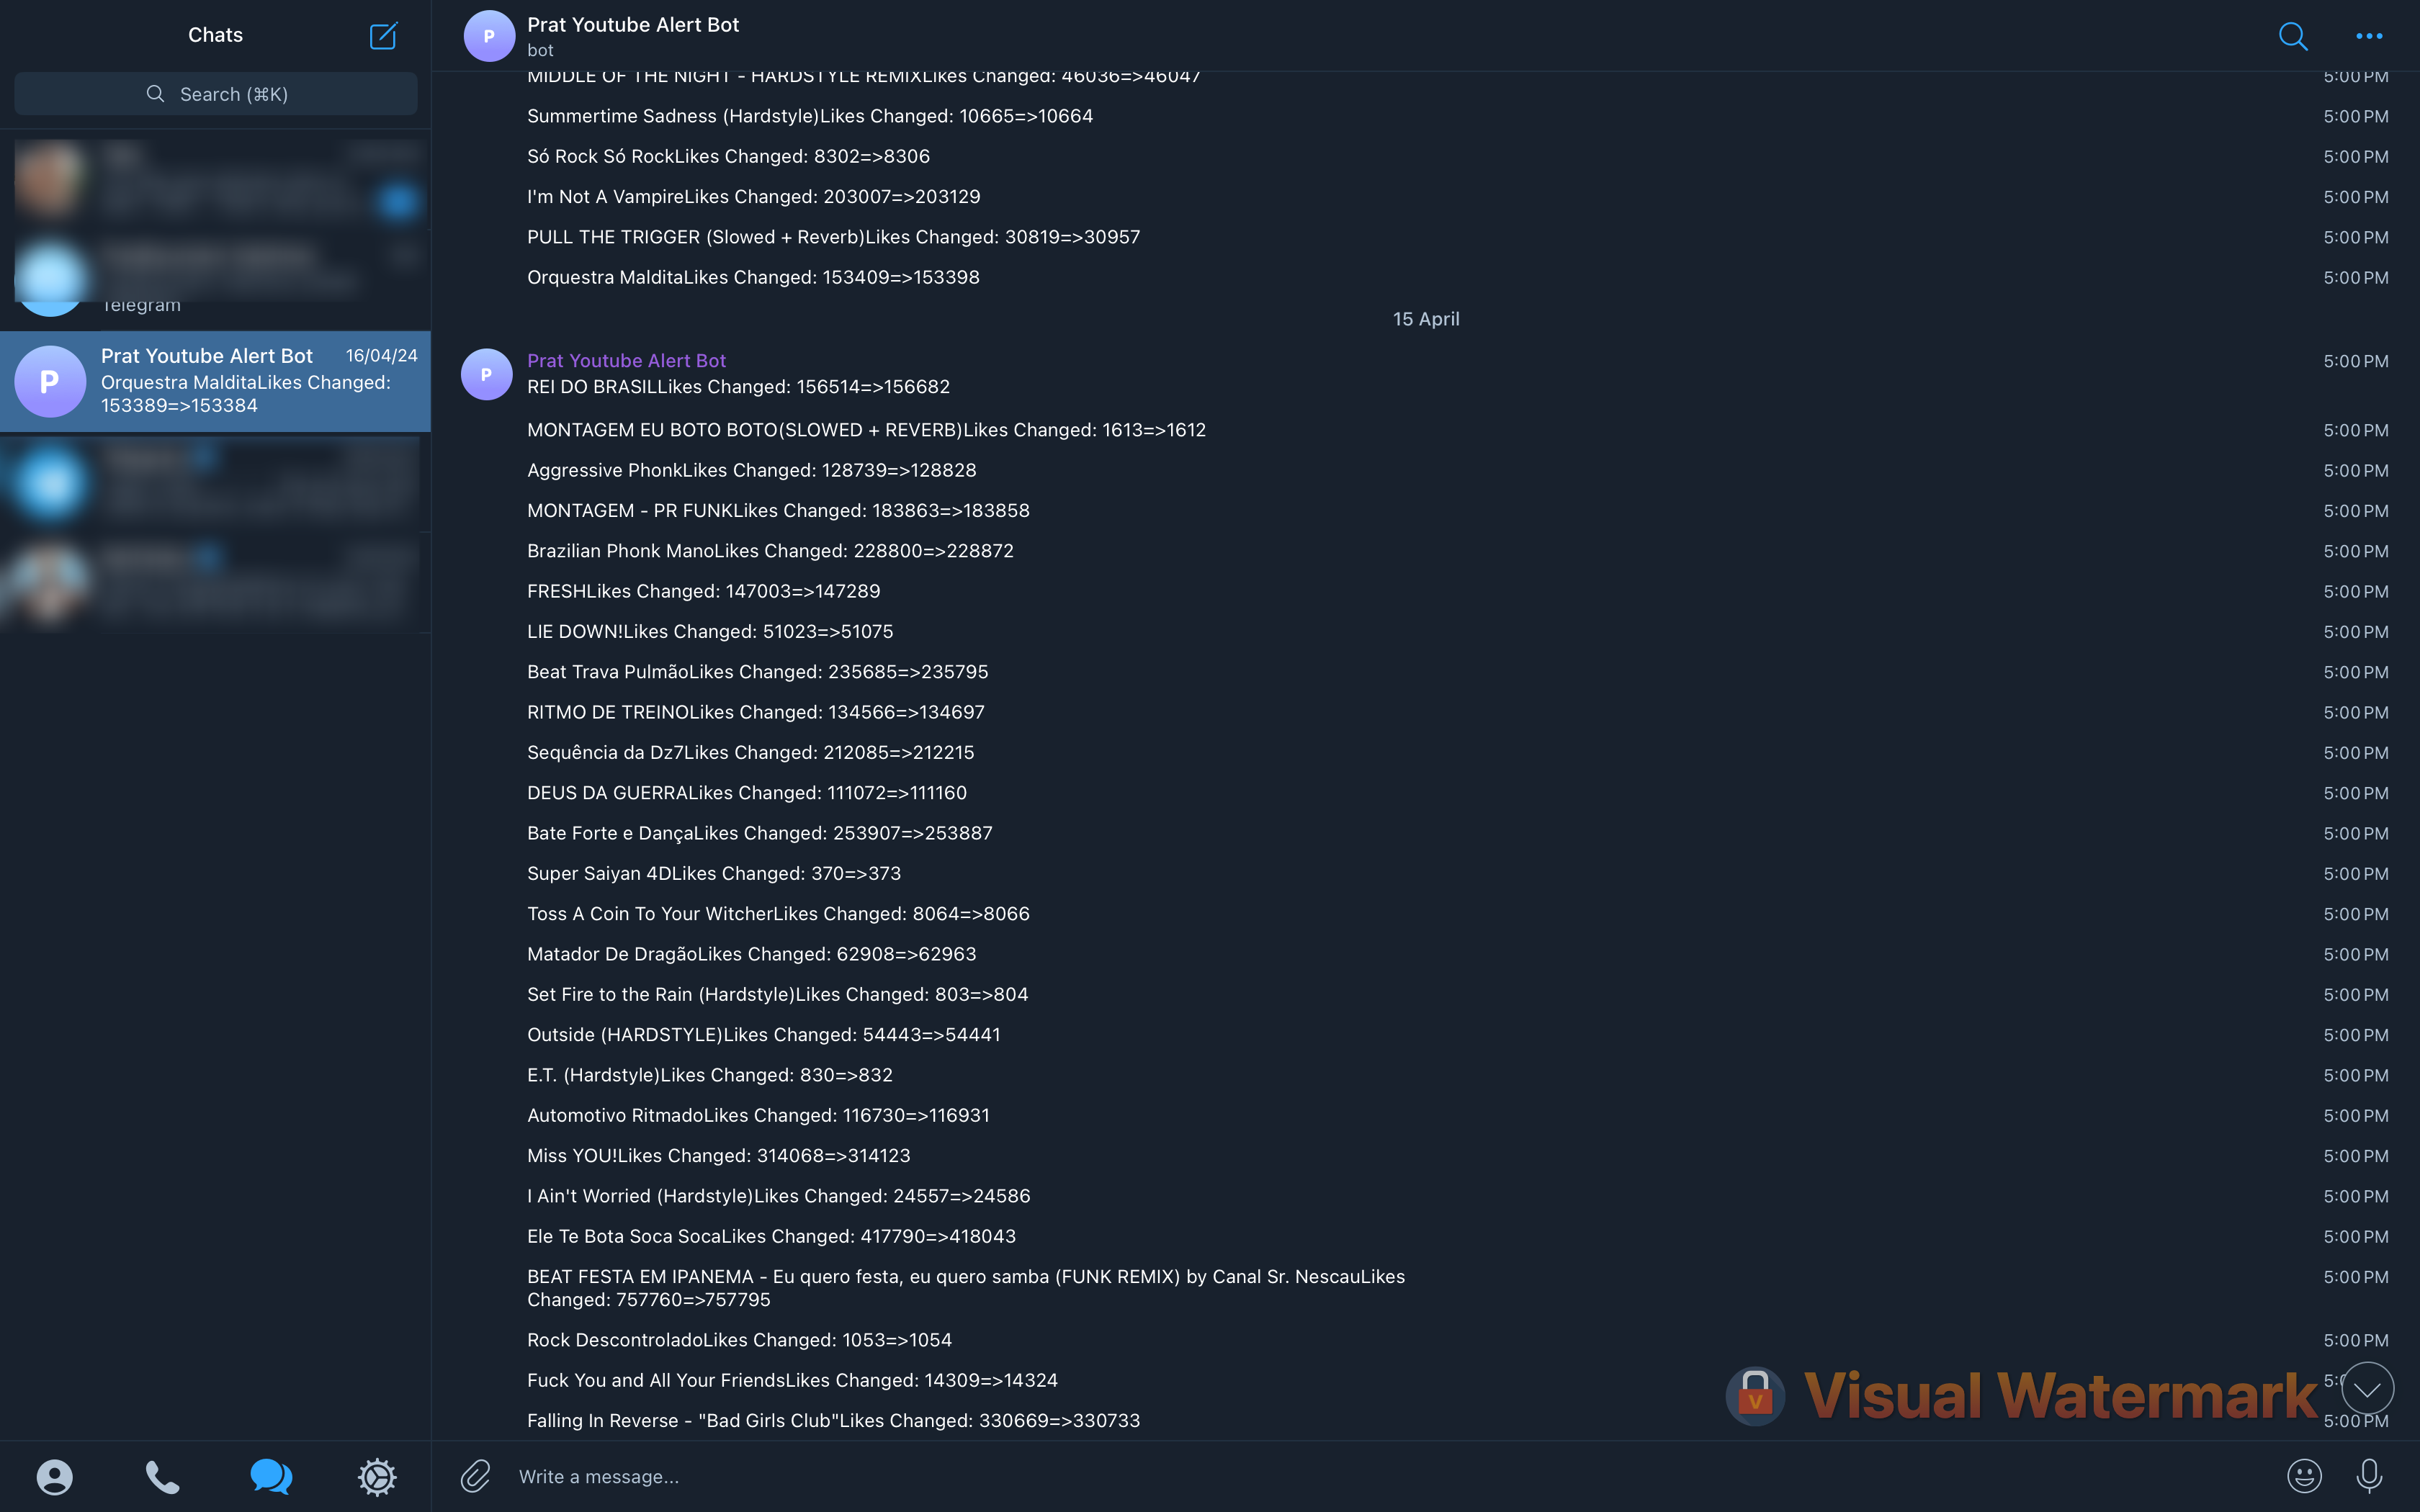 Chats
Search (⌘K)
Telegram
P
Prat Youtube Alert Bot 16/04/24
Orquestra MalditaLikes Changed:
153389=>153384
P
Prat Youtube Alert Bot
bot
MIDDLE OF THE NIGHT - HARDSTYLE REMIXLikes Changed: 46036=>46047 5:00 PM
Summertime Sadness (Hardstyle)Likes Changed: 10665=>10664 5:00 PM
Só Rock Só RockLikes Changed: 8302=>8306 5:00 PM
I'm Not A VampireLikes Changed: 203007=>203129 5:00 PM
PULL THE TRIGGER (Slowed + Reverb)Likes Changed: 30819=>30957 5:00 PM
Orquestra MalditaLikes Changed: 153409=>153398 5:00 PM
15 April
P
Prat Youtube Alert Bot 5:00 PM
REI DO BRASILLikes Changed: 156514=>156682
MONTAGEM EU BOTO BOTO(SLOWED + REVERB)Likes Changed: 1613=>1612 5:00 PM
Aggressive PhonkLikes Changed: 128739=>128828 5:00 PM
MONTAGEM - PR FUNKLikes Changed: 183863=>183858 5:00 PM
Brazilian Phonk ManoLikes Changed: 228800=>228872 5:00 PM
FRESHLikes Changed: 147003=>147289 5:00 PM
LIE DOWN!Likes Changed: 51023=>51075 5:00 PM
Beat Trava PulmãoLikes Changed: 235685=>235795 5:00 PM
RITMO DE TREINOLikes Changed: 134566=>134697 5:00 PM
Sequência da Dz7Likes Changed: 212085=>212215 5:00 PM
DEUS DA GUERRALikes Changed: 111072=>111160 5:00 PM
Bate Forte e DançaLikes Changed: 253907=>253887 5:00 PM
Super Saiyan 4DLikes Changed: 370=>373 5:00 PM
Toss A Coin To Your WitcherLikes Changed: 8064=>8066 5:00 PM
Matador De DragãoLikes Changed: 62908=>62963 5:00 PM
Set Fire to the Rain (Hardstyle)Likes Changed: 803=>804 5:00 PM
Outside (HARDSTYLE)Likes Changed: 54443=>54441 5:00 PM
E.T. (Hardstyle)Likes Changed: 830=>832 5:00 PM
Automotivo RitmadoLikes Changed: 116730=>116931 5:00 PM
Miss YOU!Likes Changed: 314068=>314123 5:00 PM
I Ain't Worried (Hardstyle)Likes Changed: 24557=>24586 5:00 PM
Ele Te Bota Soca SocaLikes Changed: 417790=>418043 5:00 PM
BEAT FESTA EM IPANEMA - Eu quero festa, eu quero samba (FUNK REMIX) by Canal Sr. NescauLikes 5:00 PM
Changed: 757760=>757795
Rock DescontroladoLikes Changed: 1053=>1054 5:00 PM
Fuck You and All Your FriendsLikes Changed: 14309=>14324
Falling In Reverse - "Bad Girls Club"Likes Changed: 330669=>330733 5:00 PM
V Visual Watermark
Write a message...